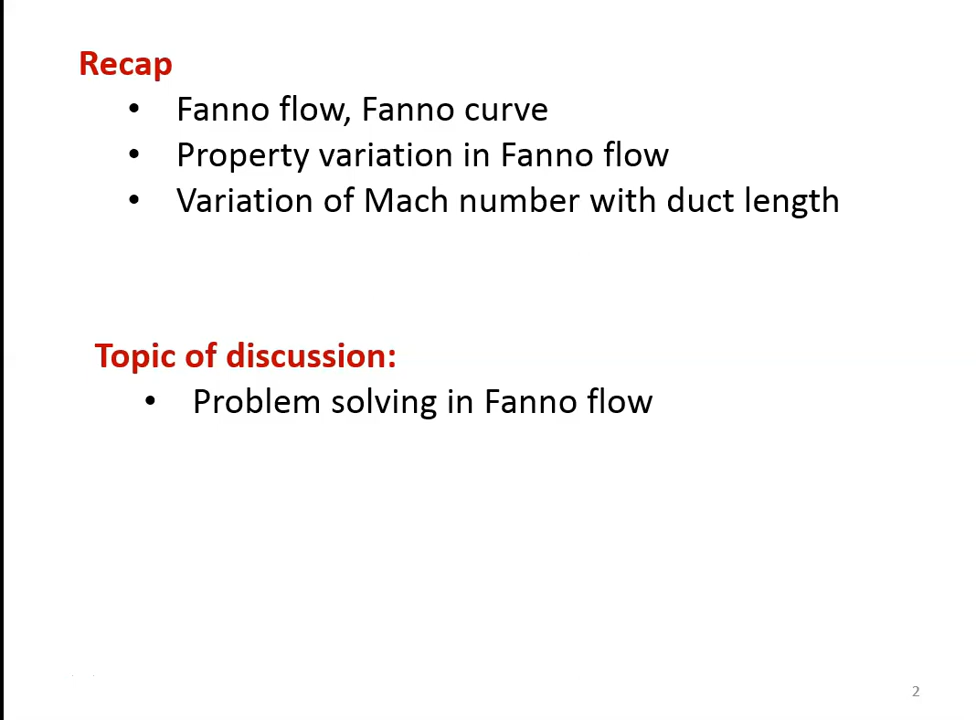 Recap
• Fanno flow, Fanno curve
• Property variation in Fanno flow
• Variation of Mach number with duct length
Topic of discussion:
• Problem solving in Fanno flow
2